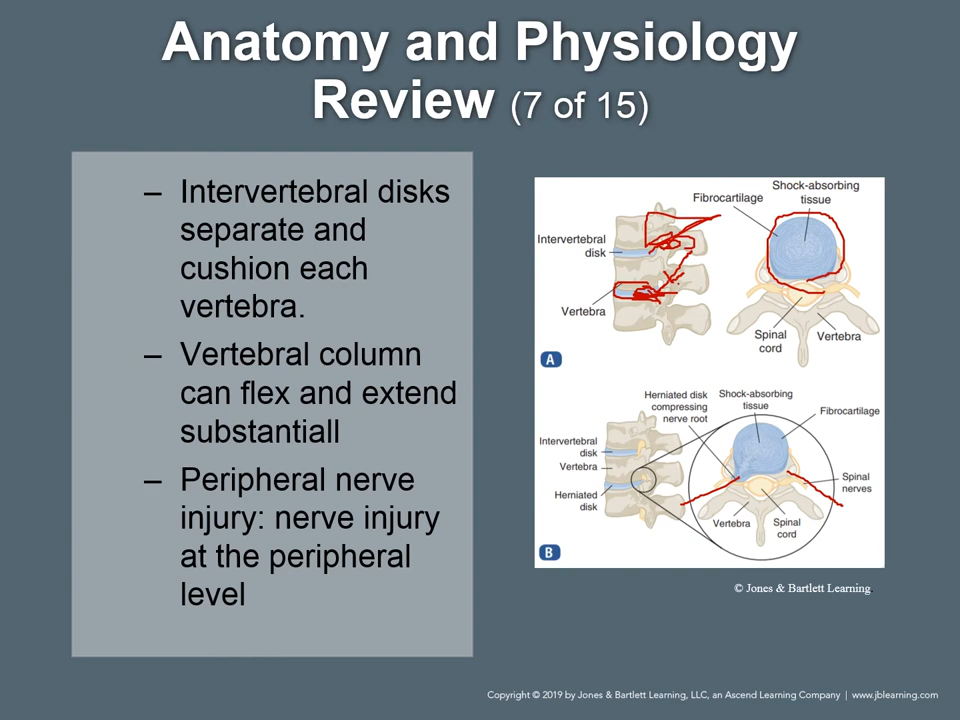 Anatomy and Physiology
Review (7 of 15)
– Intervertebral disks
separate and
cushion each
vertebra.
– Vertebral column
can flex and extend
substantiall
– Peripheral nerve
injury: nerve injury
at the peripheral
level
Shock-absorbing
tissue
Fibrocartilage
Intervertebral
disk
Vertebra
Spinal
cord
Vertebra
A
Herniated disk
compressing
nerve root
Shock-absorbing
tissue
Fibrocartilage
Intervertebral
disk
Vertebra
Herniated
disk
Spinal
nerves
Vertebra
Spinal
cord
B
© Jones & Bartlett Learning.
Copyright © 2019 by Jones & Bartlett Learning, LLC, an Ascend Learning Company | www.jblearning.com